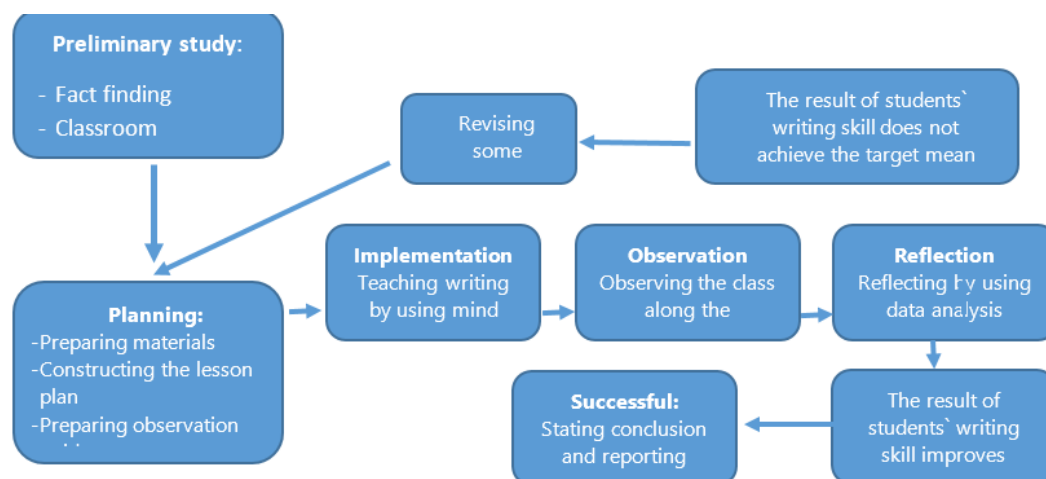 Preliminary study:
- Fact finding
- Classroom
Revising
some
The result of students`
writing skill does not
achieve the target mean
Planning:
-Preparing materials
-Constructing the lesson
plan
-Preparing observation
Implementation
Teaching writing
by using mind
Observation
Observing the class
along the
Reflection
Reflecting by using
data analysis
The result of
students` writing
skill improves
Successful:
Stating conclusion
and reporting